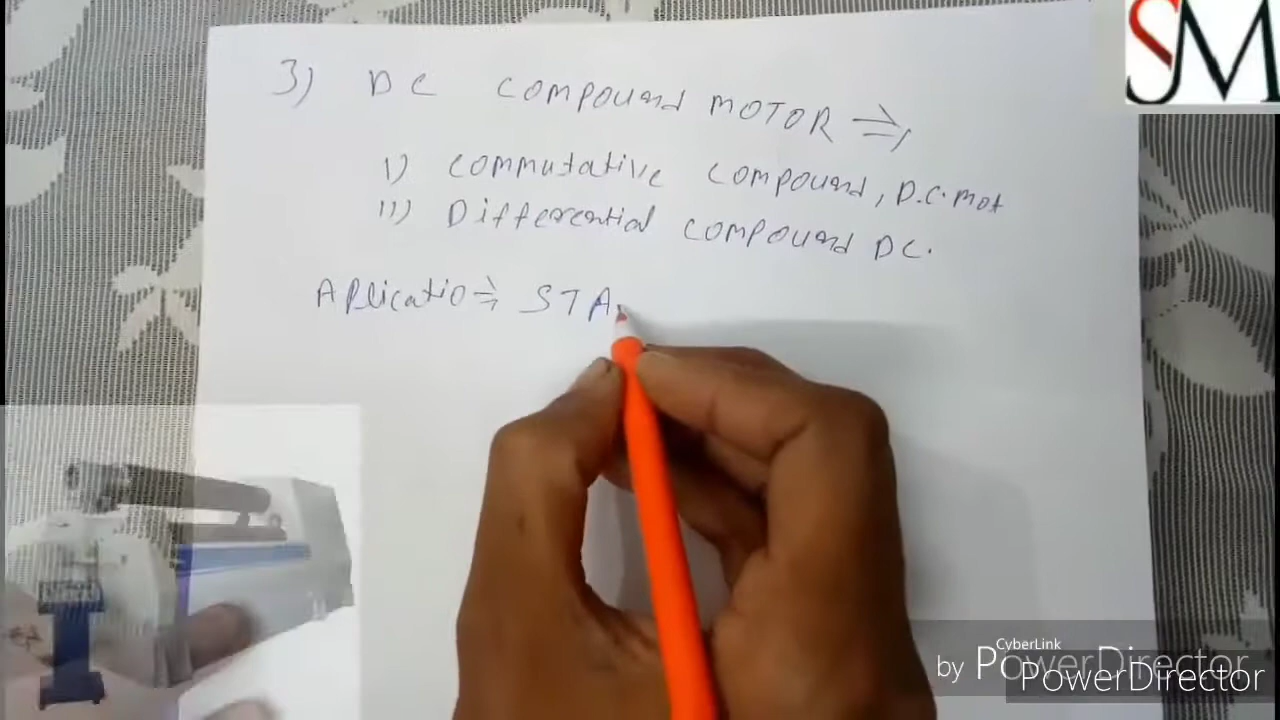 3) DC COMPOUND MOTOR ⇒,
I) COMMUTATIVE COMPOUND, D.C. MOT
II) Differential COMPOUND DC.
APlicatio ⇒ STA
SM
CyberLink
by PowerDirector
PowerDirector